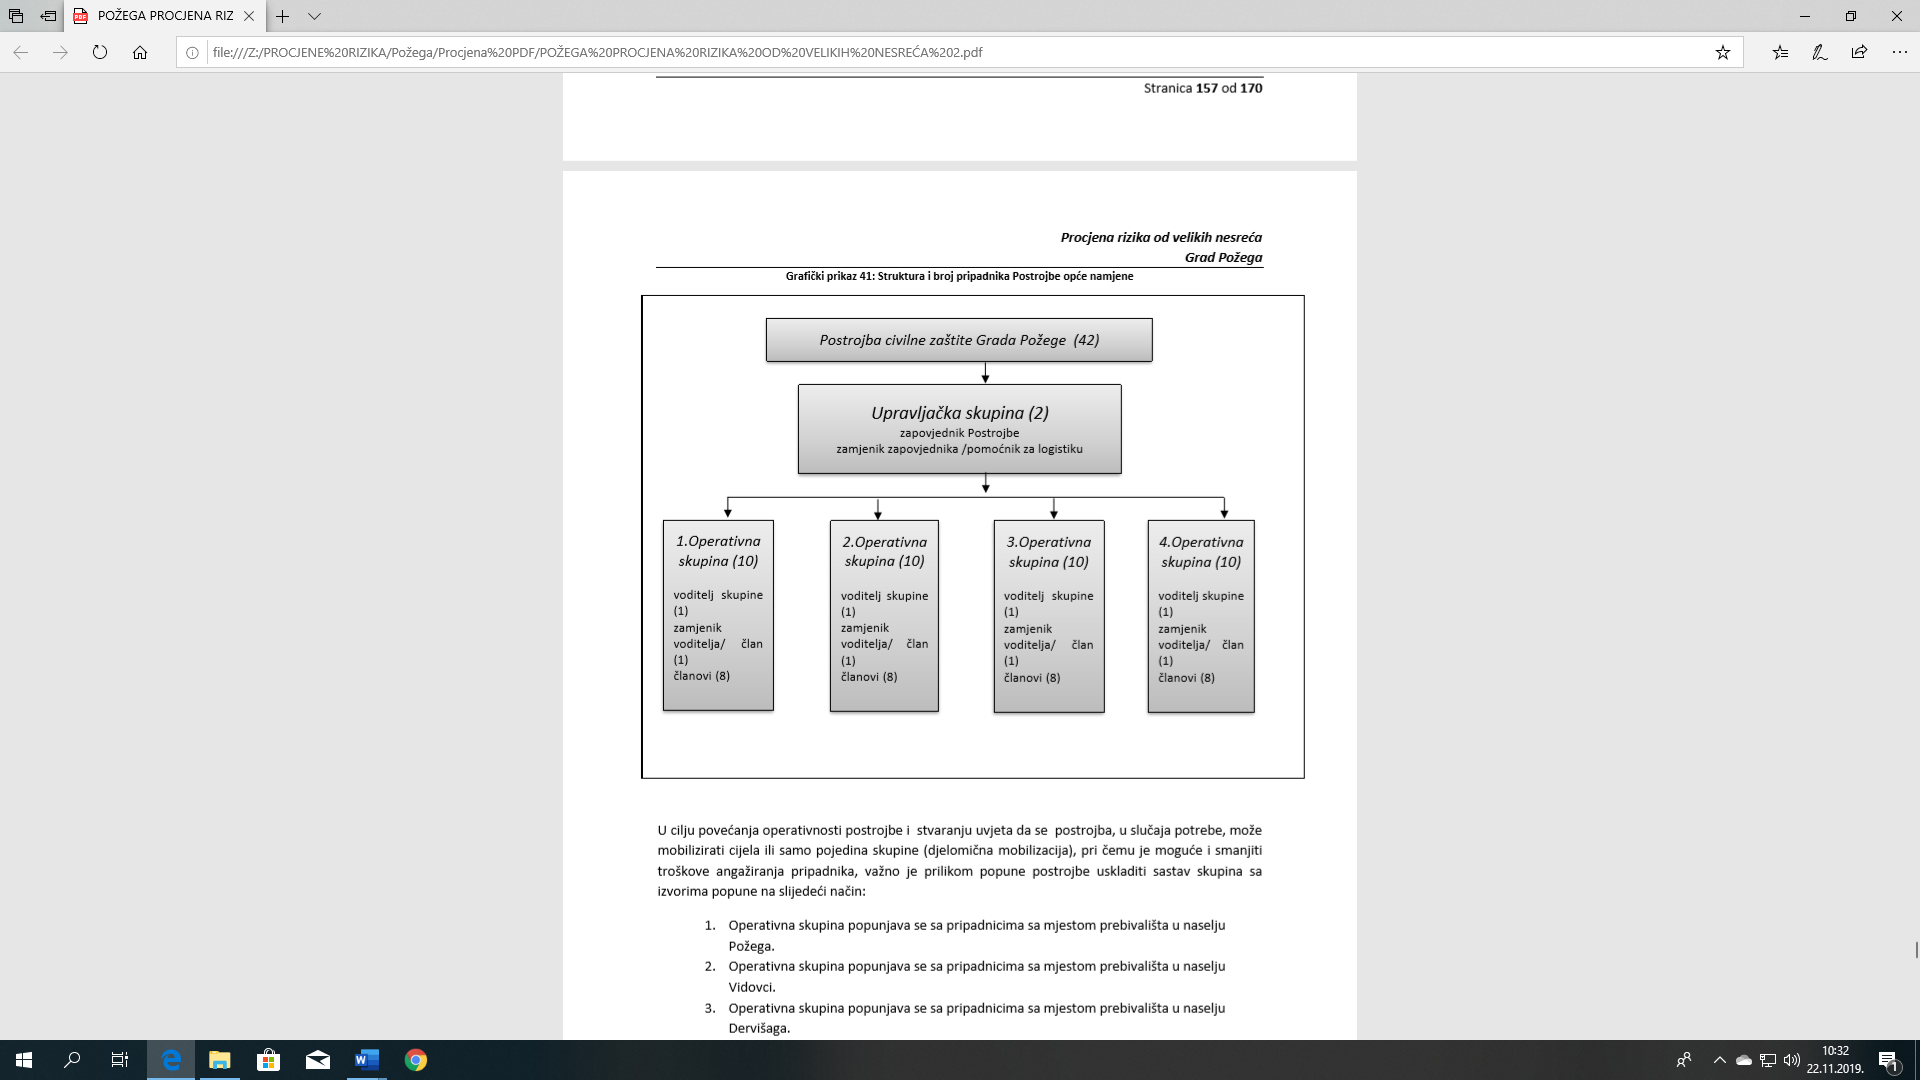 POŽEGA PROCJENA RIZ
file:///Z:/PROCJENE%20RIZIKA/Požega/Procjena%20PDF/POŽEGA%20PROCJENA%20RIZIKA%20OD%20VELIKIH%20NESREĆA%202.pdf
Stranica 157 od 170
Procjena rizika od velikih nesreća
Grad Požega
Grafički prikaz 41: Struktura i broj pripadnika Postrojbe opće namjene
Postrojba civilne zaštite Grada Požege (42)
Upravljačka skupina (2)
zapovjednik Postrojbe
zamjenik zapovjednika /pomoćnik za logistiku
1.Operativna
skupina (10)
voditelj skupine
(1)
zamjenik
voditelja/ član
(1)
članovi (8)
2.Operativna
skupina (10)
voditelj skupine
(1)
zamjenik
voditelja/ član
(1)
članovi (8)
3.Operativna
skupina (10)
voditelj skupine
(1)
zamjenik
voditelja/ član
(1)
članovi (8)
4.Operativna
skupina (10)
voditelj skupine
(1)
zamjenik
voditelja/ član
(1)
članovi (8)
U cilju povećanja operativnosti postrojbe i stvaranju uvjeta da se postrojba, u slučaja potrebe, može
mobilizirati cijela ili samo pojedina skupine (djelomična mobilizacija), pri čemu je moguće i smanjiti
troškove angažiranja pripadnika, važno je prilikom popune postrojbe uskladiti sastav skupina sa
izvorima popune na slijedeći način:
1. Operativna skupina popunjava se sa pripadnicima sa mjestom prebivališta u naselju
Požega.
2. Operativna skupina popunjava se sa pripadnicima sa mjestom prebivališta u naselju
Vidovci.
3. Operativna skupina popunjava se sa pripadnicima sa mjestom prebivališta u naselju
Dervišaga.
10:32
22.11.2019.
1